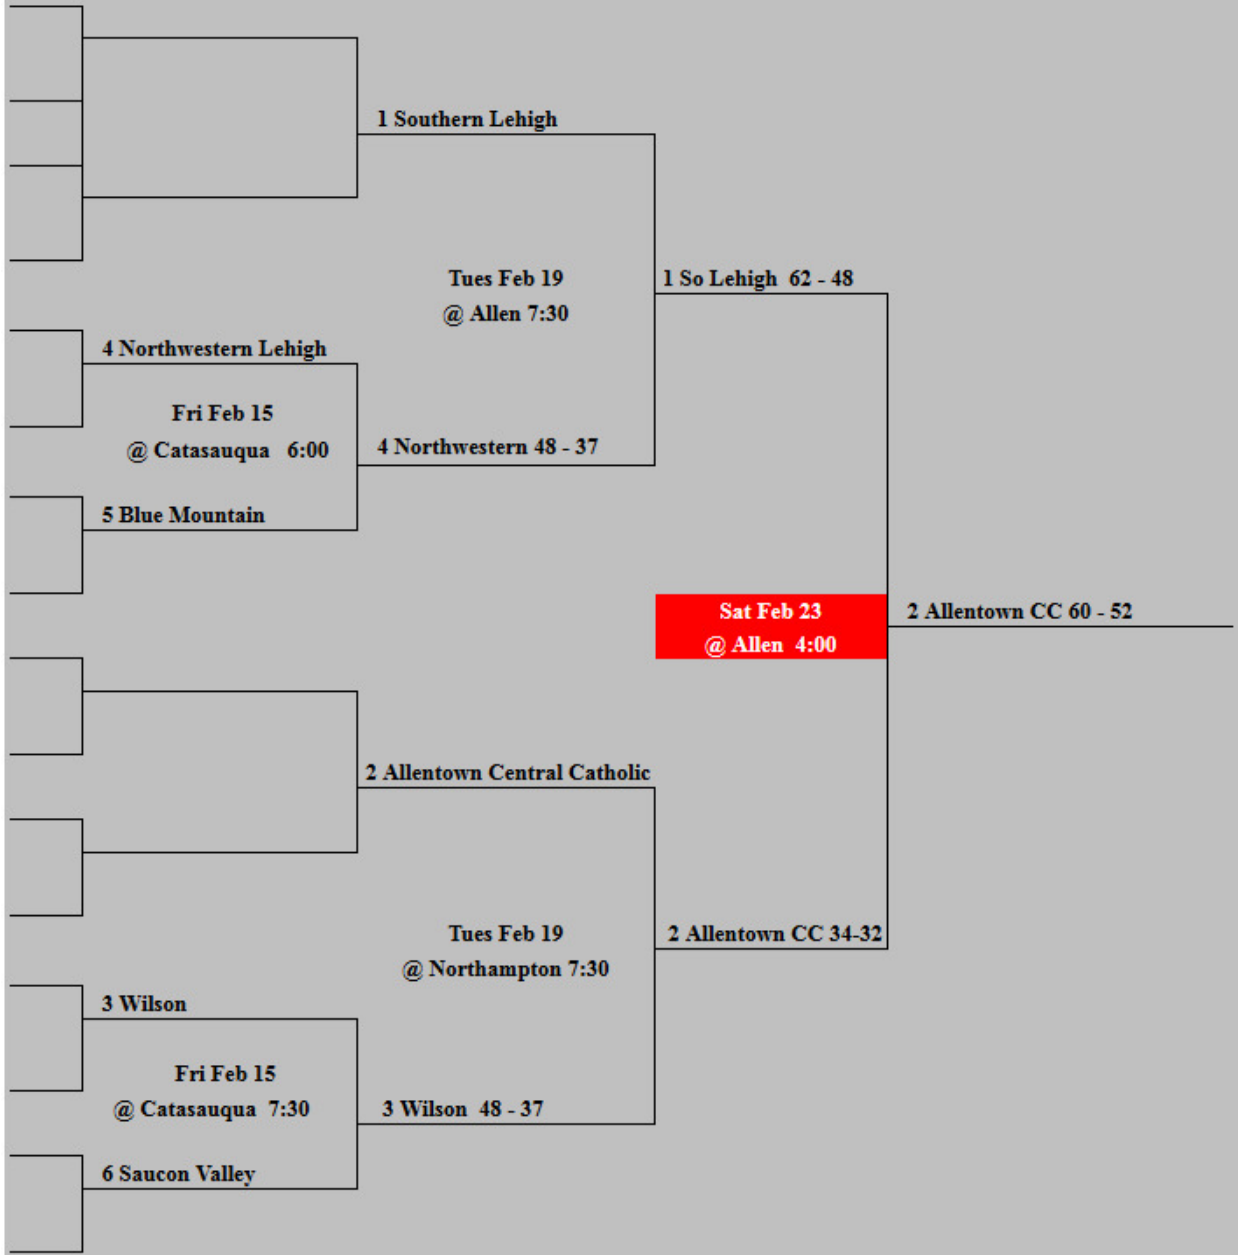 1 Southern Lehigh
Tues Feb 19
@ Allen 7:30
1 So Lehigh 62 - 48
4 Northwestern Lehigh
Fri Feb 15
@ Catasauqua 6:00
4 Northwestern 48 - 37
5 Blue Mountain
Sat Feb 23
@ Allen 4:00
2 Allentown CC 60 - 52
2 Allentown Central Catholic
Tues Feb 19
@ Northampton 7:30
2 Allentown CC 34-32
3 Wilson
Fri Feb 15
@ Catasauqua 7:30
3 Wilson 48 - 37
6 Saucon Valley